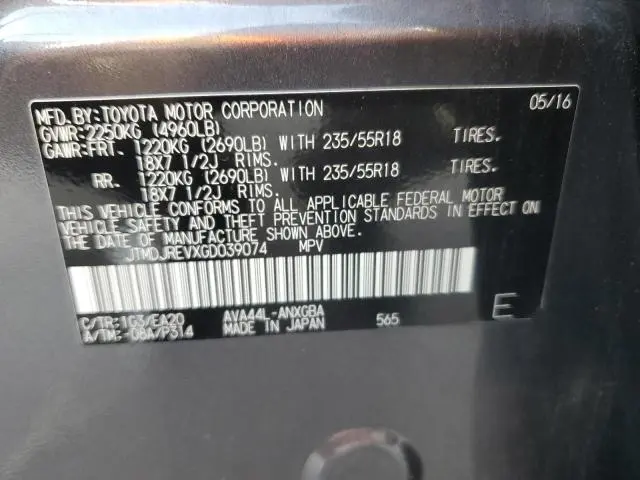 MFD.BY:TOYOTA MOTOR CORPORATION 05/16
GVWR:2250KG (4960LB)
GAWR:FRT. 1220KG (2690LB) WITH 235/55R18 TIRES.
18X7 1/2J RIMS.
RR. 1220KG (2690LB) WITH 235/55R18 TIRES.
18X7 1/2J RIMS.
THIS VEHICLE CONFORMS TO ALL APPLICABLE FEDERAL MOTOR
VEHICLE SAFETY AND THEFT PREVENTION STANDARDS IN EFFECT ON
THE DATE OF MANUFACTURE SHOWN ABOVE.
JTMDJREVXGD039074 MPV
C/TR:1G3/EA20 AVA44L-ANXGBA 565 E
A/TM:-08A/P314 MADE IN JAPAN